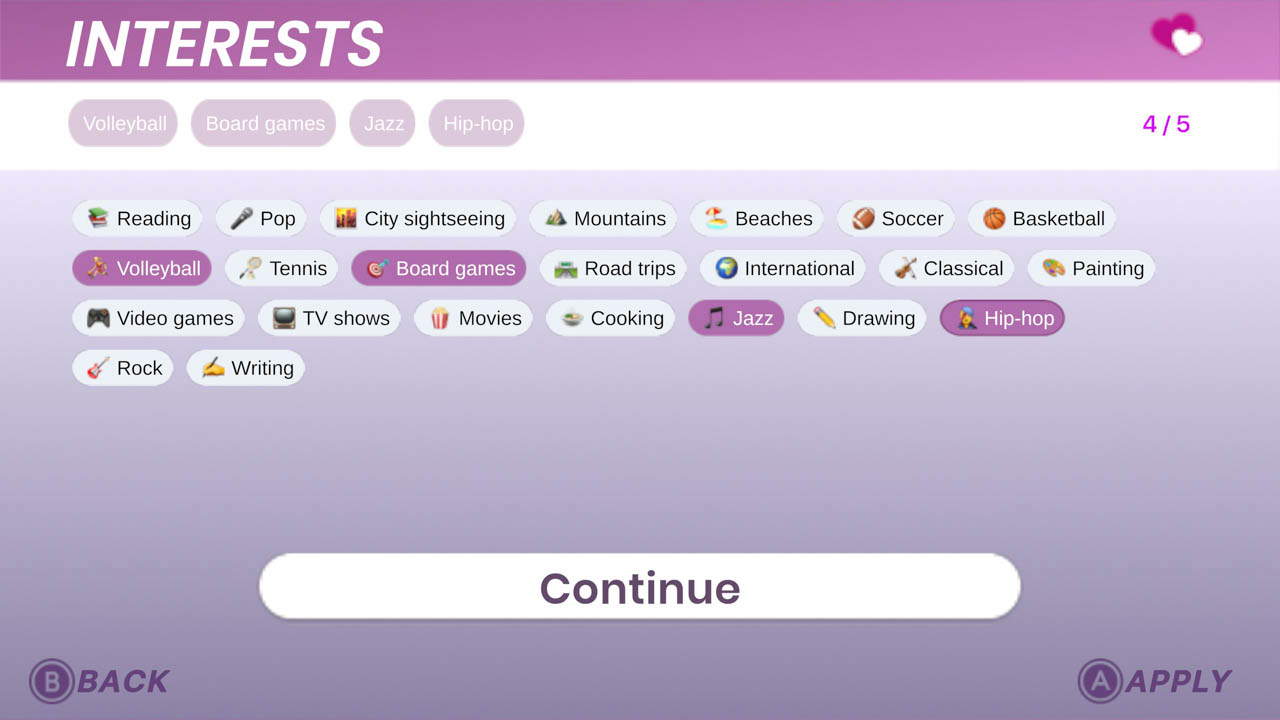 INTERESTS
Volleyball Board games Jazz Hip-hop 4 / 5
Reading Pop City sightseeing Mountains Beaches Soccer Basketball
Volleyball Tennis Board games Road trips International Classical Painting
Video games TV shows Movies Cooking Jazz Drawing Hip-hop
Rock Writing
Continue
B BACK A APPLY